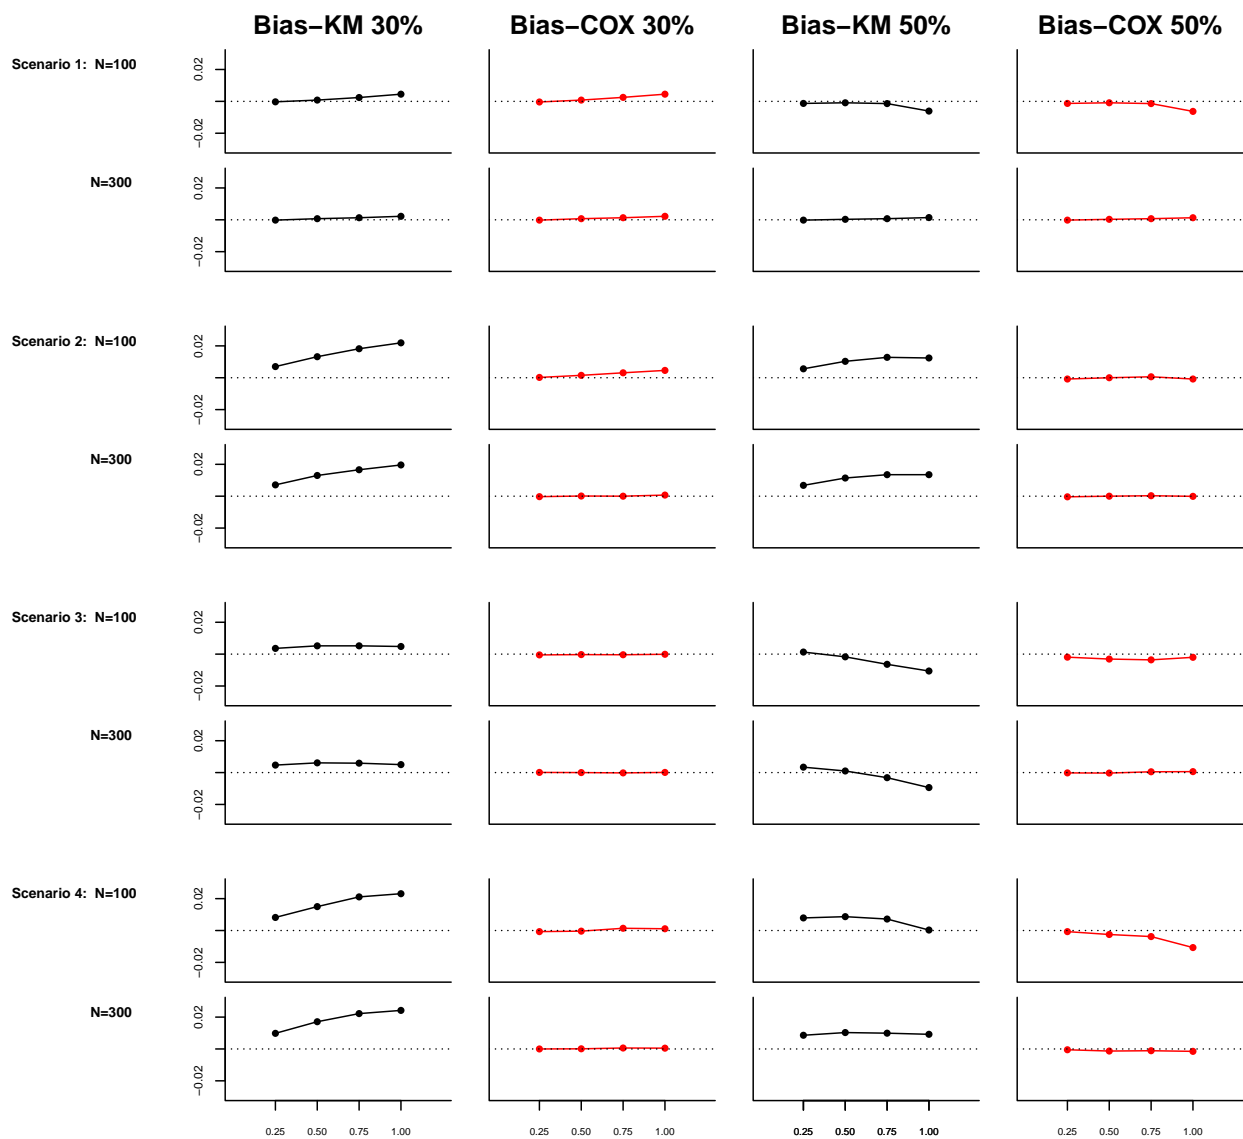 Bias–KM 30% Bias–COX 30% Bias–KM 50% Bias–COX 50%
Scenario 1: N=100
0.02
−0.02
N=300
0.02
−0.02
Scenario 2: N=100
0.02
−0.02
N=300
0.02
−0.02
Scenario 3: N=100
0.02
−0.02
N=300
0.02
−0.02
Scenario 4: N=100
0.02
−0.02
N=300
0.02
−0.02
0.25 0.50 0.75 1.00 0.25 0.50 0.75 1.00 0.25 0.50 0.75 1.00 0.25 0.50 0.75 1.00